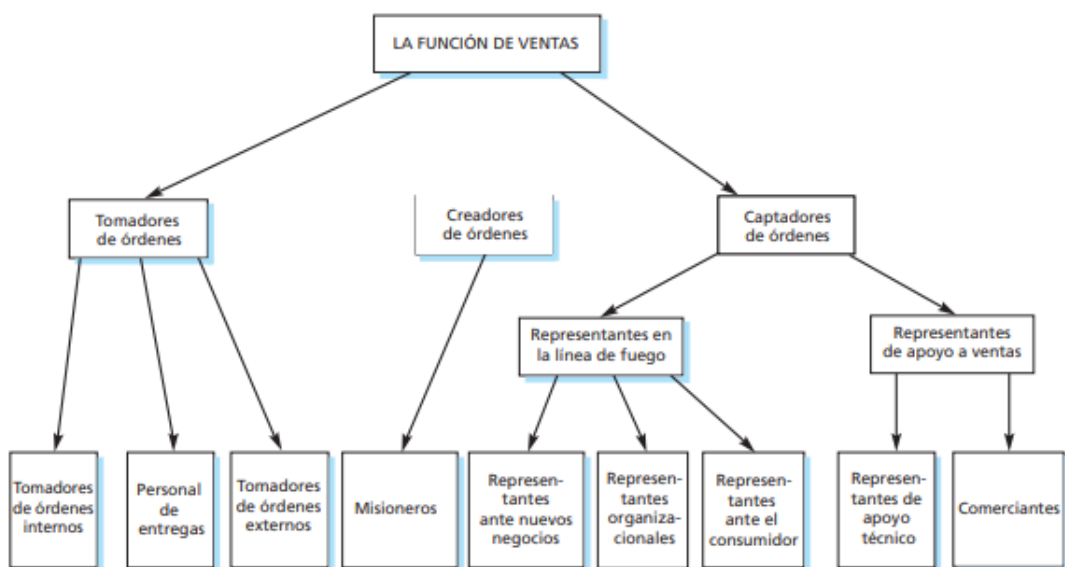 LA FUNCIÓN DE VENTAS
Tomadores
de órdenes
Creadores
de órdenes
Captadores
de órdenes
Representantes en
la línea de fuego
Representantes
de apoyo a ventas
Tomadores
de órdenes
internos
Personal
de
entregas
Tomadores
de órdenes
externos
Misioneros
Represen-
tantes
ante nuevos
negocios
Represen-
tantes
organiza-
cionales
Represen-
tantes
ante el
consumidor
Represen-
tantes de
apoyo
técnico
Comerciantes